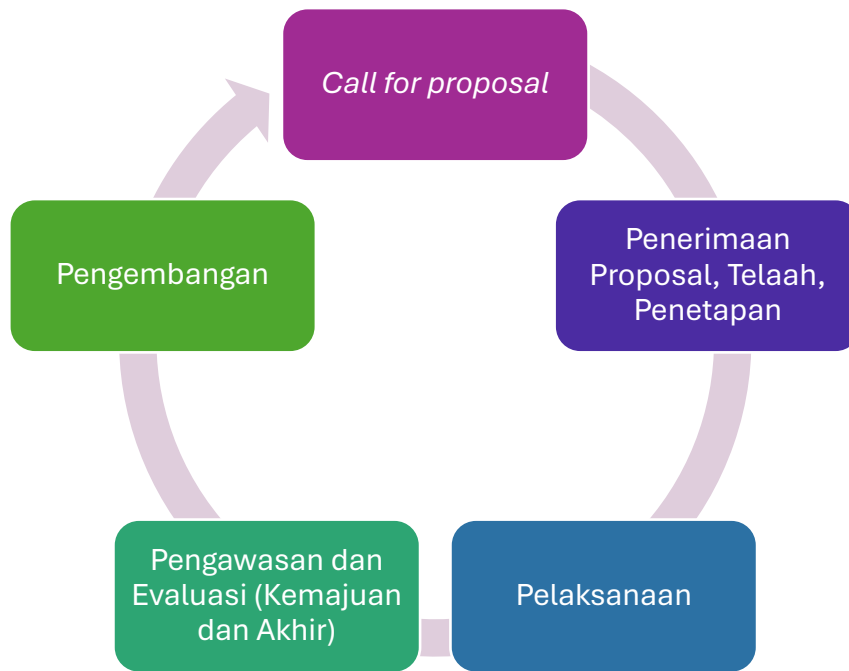 Call for proposal
Penerimaan
Proposal, Telaah,
Penetapan
Pelaksanaan
Pengawasan dan
Evaluasi (Kemajuan
dan Akhir)
Pengembangan